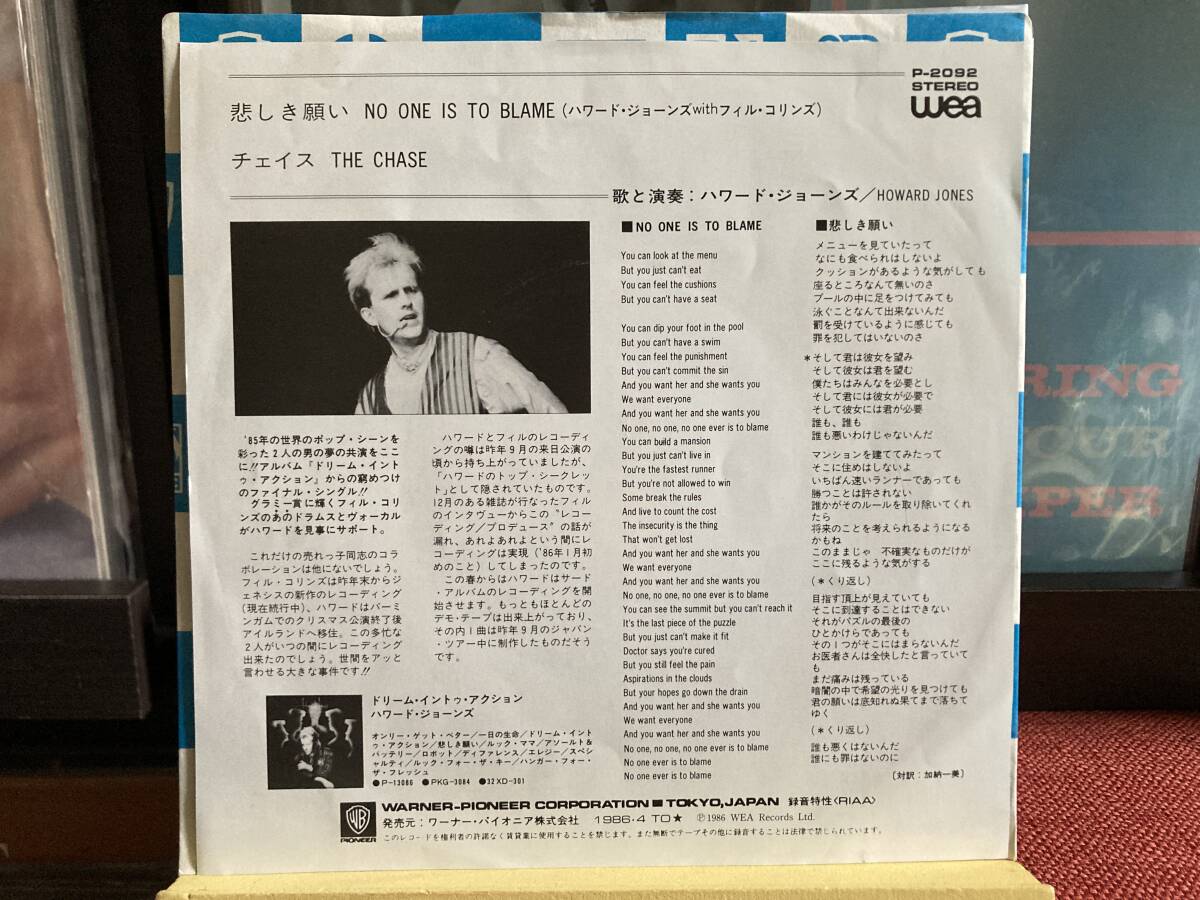 P-2092
STEREO
wea
悲しき願い NO ONE IS TO BLAME (ハワード・ジョーンズwithフィル・コリンズ)
チェイス THE CHASE
歌と演奏：ハワード・ジョーンズ／HOWARD JONES
'85年の世界のポップ・シーンを
彩った2人の男の夢の共演をここ
に!!アルバム『ドリーム・イント
ゥ・アクション』からの窮めつけ
のファイナル・シングル!!
グラミー賞に輝くフィル・コリ
ンズのあのドラムスとヴォーカル
がハワードを見事にサポート。
これだけの売れっ子同志のコラ
ボレーションは他にないでしょう。
フィル・コリンズは昨年末からジ
ェネシスの新作のレコーディング
(現在続行中)、ハワードはバーミ
ンガムでのクリスマス公演終了後
アイルランドへ移住。この多忙な
2人がいつの間にレコーディング
出来たのでしょう。世間をアッと
言わせる大きな事件です!!
ハワードとフィルのレコーディ
ングの噂は昨年9月の来日公演の
頃から持ち上がっていましたが、
「ハワードのトップ・シークレッ
ト」として隠されていたものです。
12月のある雑誌が行なったフィル
のインタヴューからこの〝レコー
ディング/プロデュース〟の話が
漏れ、あれよあれよという間にレ
コーディングは実現('86年1月初
めのこと)してしまったのです。
この春からはハワードはサード
・アルバムのレコーディングを開
始させます。もっともほとんどの
デモ・テープは出来上がっており、
その内1曲は昨年9月のジャパン・
ツアー中に制作したものだそう
です。
■NO ONE IS TO BLAME
You can look at the menu
But you just can't eat
You can feel the cushions
But you can't have a seat
You can dip your foot in the pool
But you can't have a swim
You can feel the punishment
But you can't commit the sin
And you want her and she wants you
We want everyone
And you want her and she wants you
No one, no one, no one ever is to blame
You can build a mansion
But you just can't live in
You're the fastest runner
But you're not allowed to win
Some break the rules
And live to count the cost
The insecurity is the thing
That won't get lost
And you want her and she wants you
We want everyone
And you want her and she wants you
No one, no one, no one ever is to blame
You can see the summit but you can't reach it
It's the last piece of the puzzle
But you just can't make it fit
Doctor says you're cured
But you still feel the pain
Aspirations in the clouds
But your hopes go down the drain
And you want her and she wants you
We want everyone
And you want her and she wants you
No one, no one, no one ever is to blame
No one ever is to blame
No one ever is to blame
■悲しき願い
メニューを見ていたって
なにも食べられはしないよ
クッションがあるような気がしても
座るところなんて無いのさ
プールの中に足をつけてみても
泳ぐことなんて出来ないんだ
罰を受けているように感じても
罪を犯してはいないのさ
＊そして君は彼女を望み
そして彼女は君を望む
僕たちはみんなを必要とし
そして君には彼女が必要で
そして彼女には君が必要
誰も、誰も
誰も悪いわけじゃないんだ
マンションを建ててみたって
そこに住めはしないよ
いちばん速いランナーであっても
勝つことは許されない
誰かがそのルールを取り除いてくれ
たら
将来のことを考えられるようになる
かもね
このままじゃ 不確実なものだけが
ここに残るような気がする
(＊くり返し)
目指す頂上が見えていても
そこに到達することはできない
それがパズルの最後の
ひとかけらであっても
その1つがそこにはまらないんだ
お医者さんは全快したと言っていて
も
まだ痛みは残っている
暗闇の中で希望の光りを見つけても
君の願いは底知れぬ果てまで落ちて
ゆく
(＊くり返し)
誰も悪くはないんだ
誰にも罪はないのに
〔対訳：加納一美〕
ドリーム・イントゥ・アクション
ハワード・ジョーンズ
オンリー・ゲット・ベター/一日の生命/ドリーム・イント
ゥ・アクション/悲しき願い/ルック・ママ/アソールト&
バッテリー/ロボット/ディファレンス/エレジー/スペシ
ャルティ/ルック・フォー・ザ・キー/ハンガー・フォー・
ザ・フレッシュ
●P-13086 ●PKG-3084 ●32XD-301
WB
PIONEER
WARNER-PIONEER CORPORATION ■ TOKYO, JAPAN 録音特性〈RIAA〉
発売元：ワーナー・パイオニア株式会社 1986・4 TO★ Ⓟ1986 WEA Records Ltd.
このレコードを権利者の許諾なく賃貸業に使用することを禁じます。また無断でテープその他に録音することは法律で禁じられています。
RING
OUR
PER